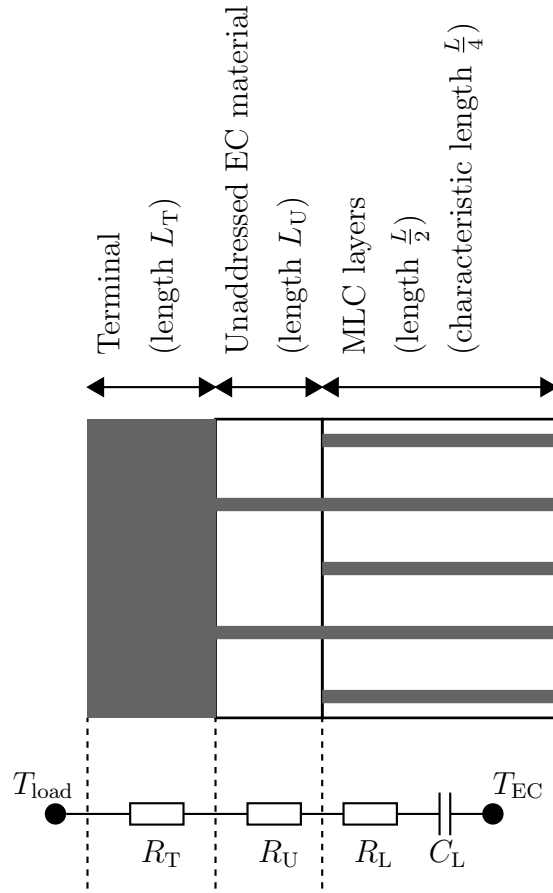 Terminal
(length L_T)
Unaddressed EC material
(length L_U)
MLC layers
(length L/2)
(characteristic length L/4)
T_load
T_EC
R_T
R_U
R_L
C_L